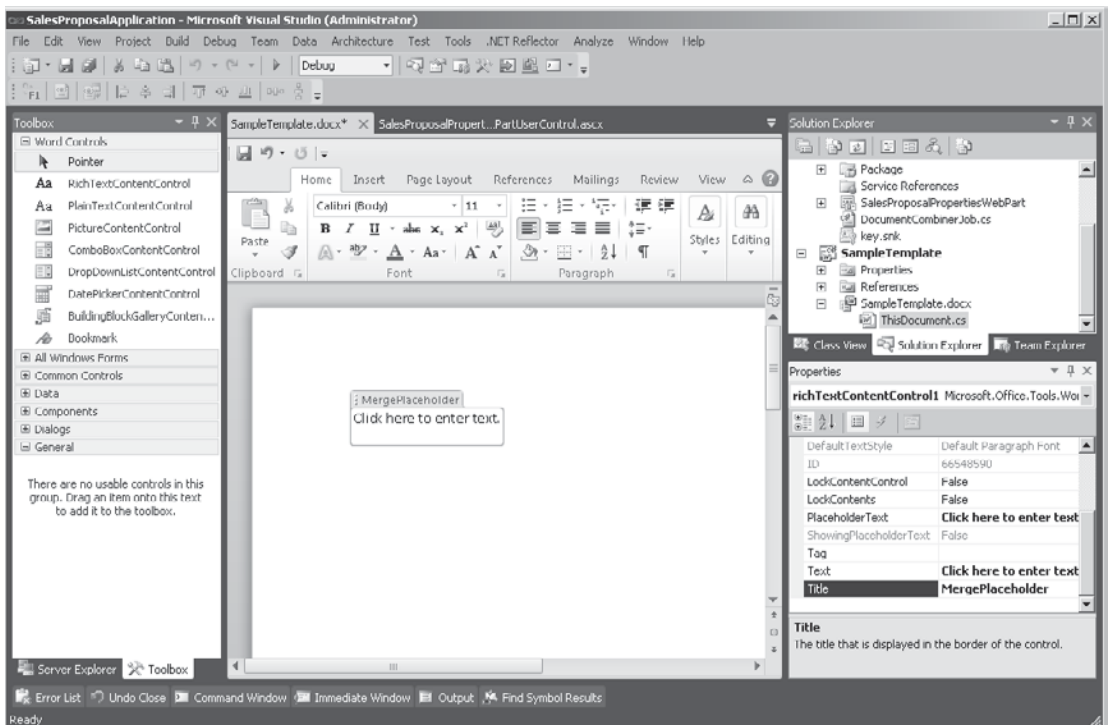 SalesProposalApplication - Microsoft Visual Studio (Administrator)
File Edit View Project Build Debug Team Data Architecture Test Tools .NET Reflector Analyze Window Help
Debug
F1
Toolbox
Word Controls
Pointer
Aa RichTextContentControl
Aa PlainTextContentControl
PictureContentControl
ComboBoxContentControl
DropDownListContentControl
DatePickerContentControl
BuildingBlockGalleryConten...
Bookmark
All Windows Forms
Common Controls
Data
Components
Dialogs
General
There are no usable controls in this
group. Drag an item onto this text
to add it to the toolbox.
Server Explorer Toolbox
SampleTemplate.docx* SalesProposalPropert...PartUserControl.ascx
Home Insert Page Layout References Mailings Review View
Calibri (Body) 11
B I U abc x, x²
Paste
Aa A A
Styles Editing
Clipboard Font Paragraph
MergePlaceholder
Click here to enter text.
Solution Explorer
Package
Service References
SalesProposalPropertiesWebPart
DocumentCombinerJob.cs
key.snk
SampleTemplate
Properties
References
SampleTemplate.docx
ThisDocument.cs
Class View Solution Explorer Team Explorer
Properties
richTextContentControl1 Microsoft.Office.Tools.Wor
DefaultTextStyle Default Paragraph Font
ID 66548590
LockContentControl False
LockContents False
PlaceholderText Click here to enter text
ShowingPlaceholderText False
Tag
Text Click here to enter text
Title MergePlaceholder
Title
The title that is displayed in the border of the control.
Error List Undo Close Command Window Immediate Window Output Find Symbol Results
Ready